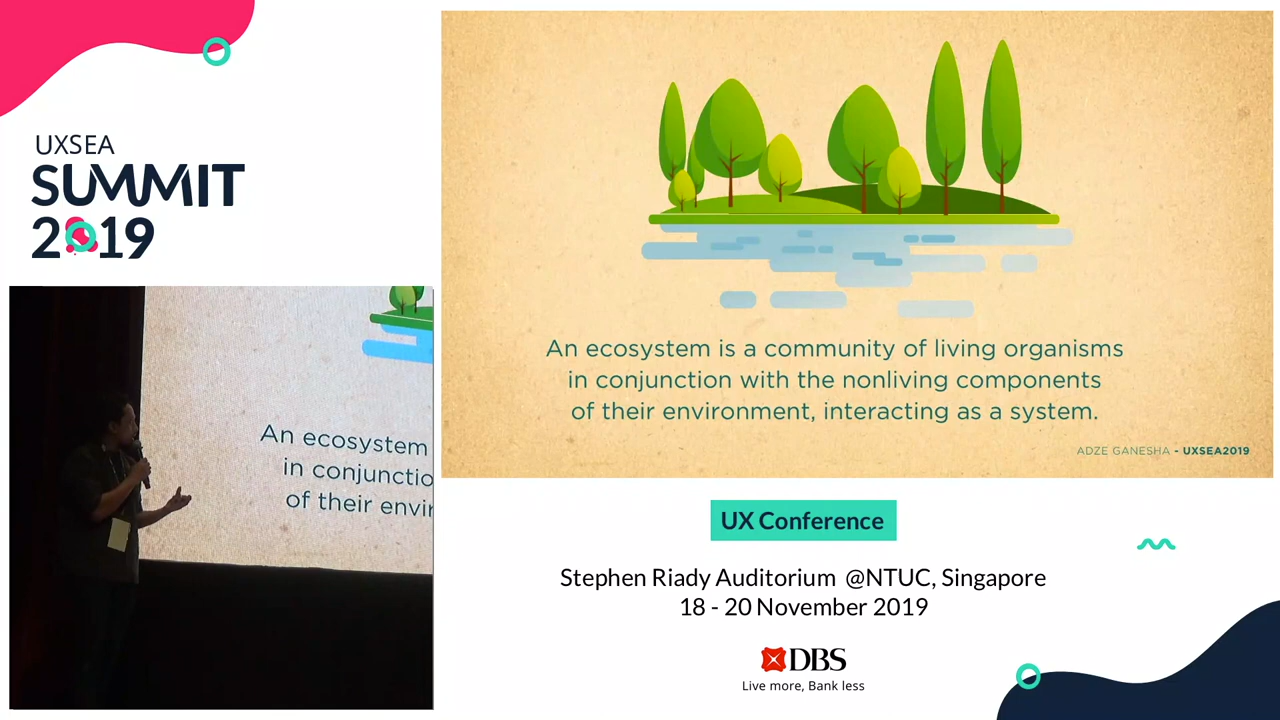 UXSEA
SUMMIT
2019
An ecosystem is a community of living organisms
in conjunction with the nonliving components
of their environment, interacting as a system.
ADZE GANESHA - UXSEA2019
An ecosystem
in conjunctio
of their envir
UX Conference
Stephen Riady Auditorium @NTUC, Singapore
18 - 20 November 2019
DBS
Live more, Bank less